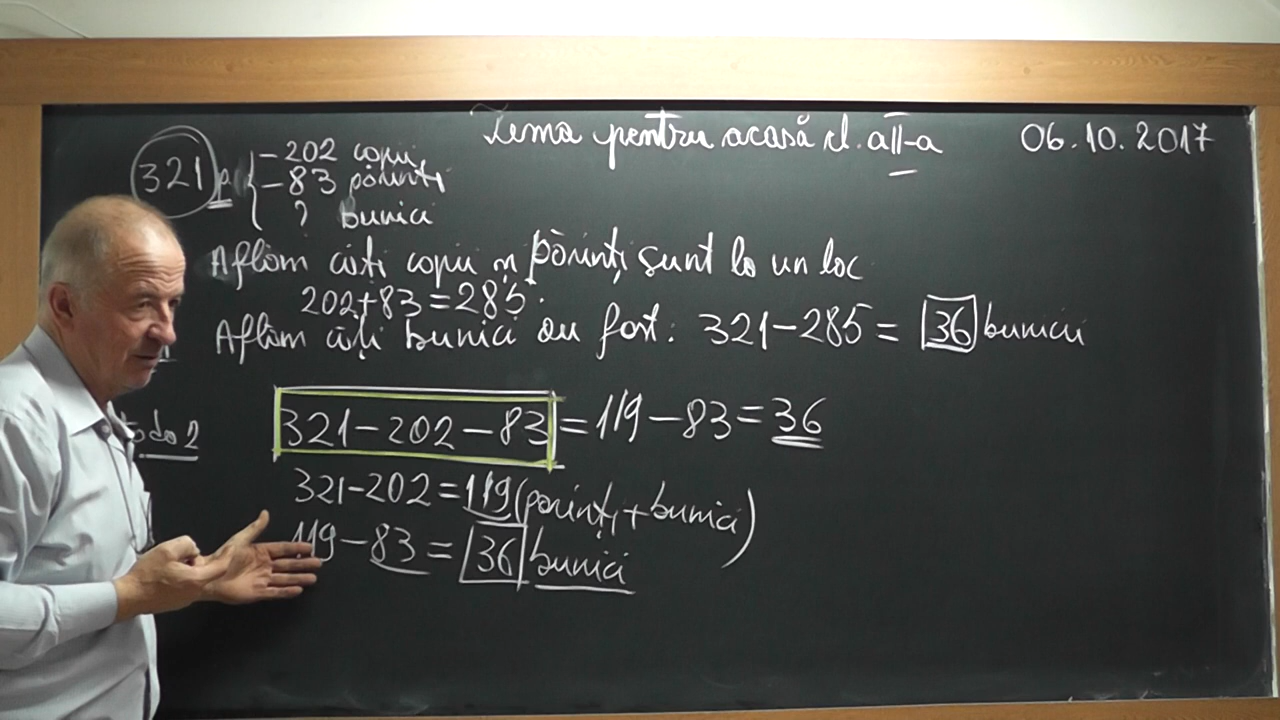 Tema pentru acasă cl. a II-a 06.10.2017
321 p { - 202 copii
- 83 părinți
? bunici
Aflăm câți copii și părinți sunt la un loc
202+83=285.
Aflăm câți bunici au fost: 321-285= 36 bunici
321-202-83 = 119-83=36
321-202=119 (părinți+bunici)
119-83= 36 bunici